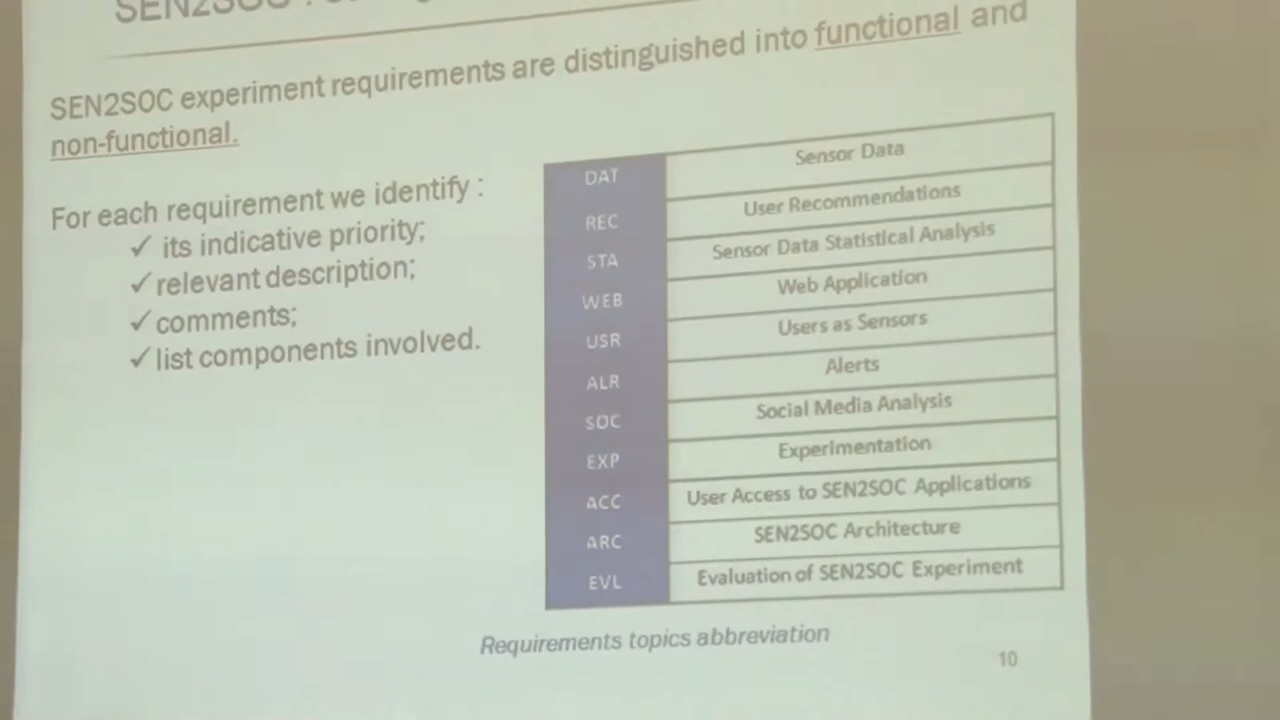 SEN2SOC :
SEN2SOC experiment requirements are distinguished into functional and
non-functional.
For each requirement we identify :
✓ its indicative priority;
✓ relevant description;
✓ comments;
✓ list components involved.
DAT Sensor Data
REC User Recommendations
STA Sensor Data Statistical Analysis
WEB Web Application
USR Users as Sensors
ALR Alerts
SOC Social Media Analysis
EXP Experimentation
ACC User Access to SEN2SOC Applications
ARC SEN2SOC Architecture
EVL Evaluation of SEN2SOC Experiment
Requirements topics abbreviation
10